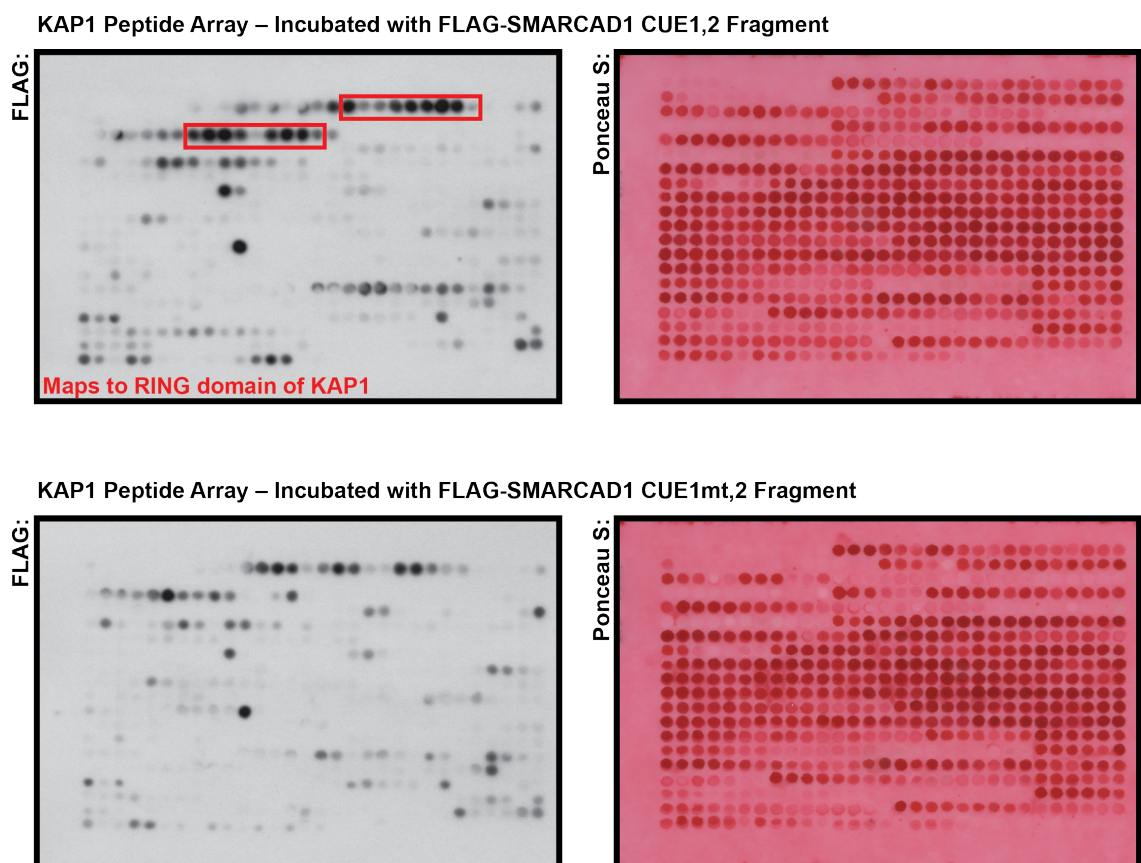 KAP1 Peptide Array – Incubated with FLAG-SMARCAD1 CUE1,2 Fragment
FLAG:
Ponceau S:
Maps to RING domain of KAP1
KAP1 Peptide Array – Incubated with FLAG-SMARCAD1 CUE1mt,2 Fragment
FLAG:
Ponceau S: